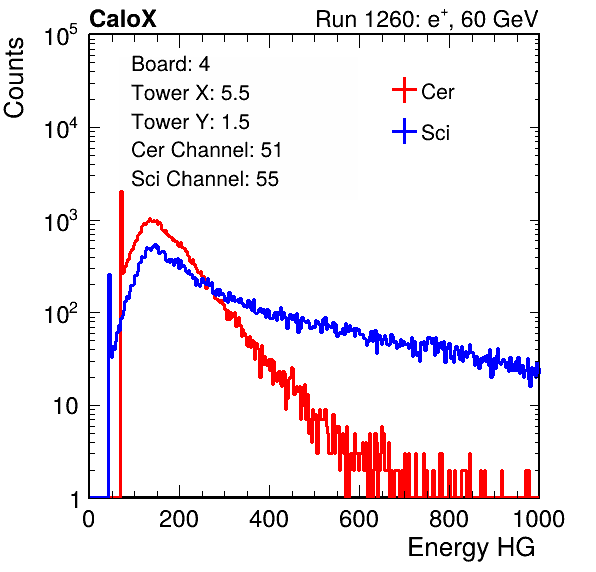 CaloX Run 1260: e⁺, 60 GeV
Counts
10⁵
10⁴
10³
10²
10
1
Board: 4
Tower X: 5.5
Tower Y: 1.5
Cer Channel: 51
Sci Channel: 55
Cer
Sci
0 200 400 600 800 1000
Energy HG